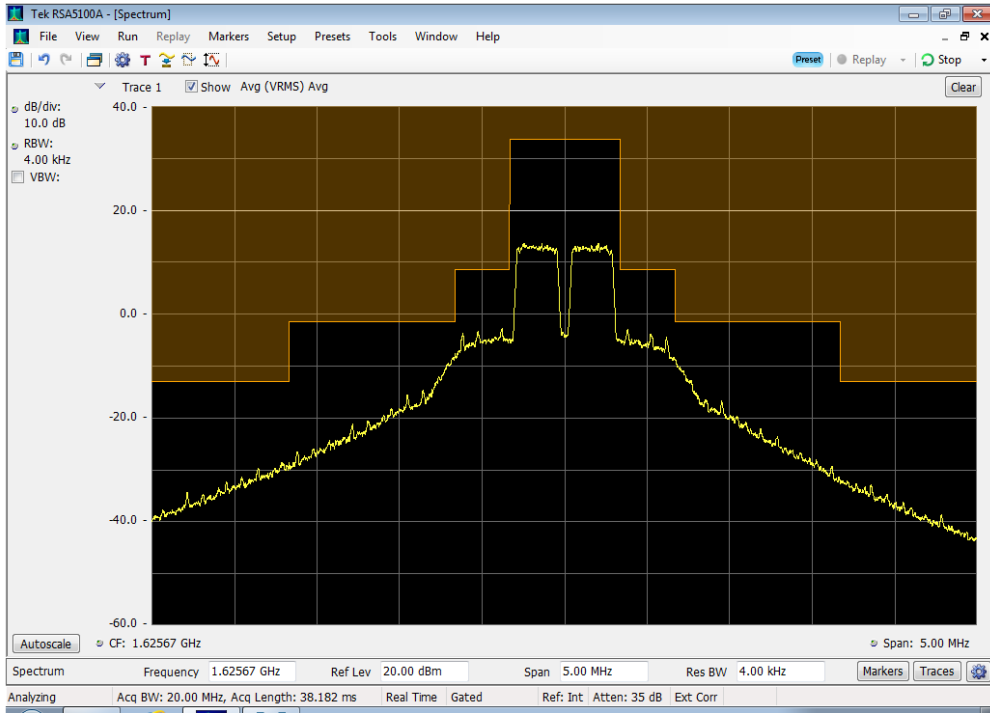 Tek RSA5100A - [Spectrum]
File View Run Replay Markers Setup Presets Tools Window Help
T Preset Replay Stop
Trace 1 Show Avg (VRMS) Avg Clear
dB/div: 40.0 -
10.0 dB
RBW:
4.00 kHz
VBW:
20.0 -
0.0 -
-20.0 -
-40.0 -
-60.0 -
Autoscale CF: 1.62567 GHz Span: 5.00 MHz
Spectrum Frequency 1.62567 GHz Ref Lev 20.00 dBm Span 5.00 MHz Res BW 4.00 kHz Markers Traces
Analyzing Acq BW: 20.00 MHz, Acq Length: 38.182 ms Real Time Gated Ref: Int Atten: 35 dB Ext Corr